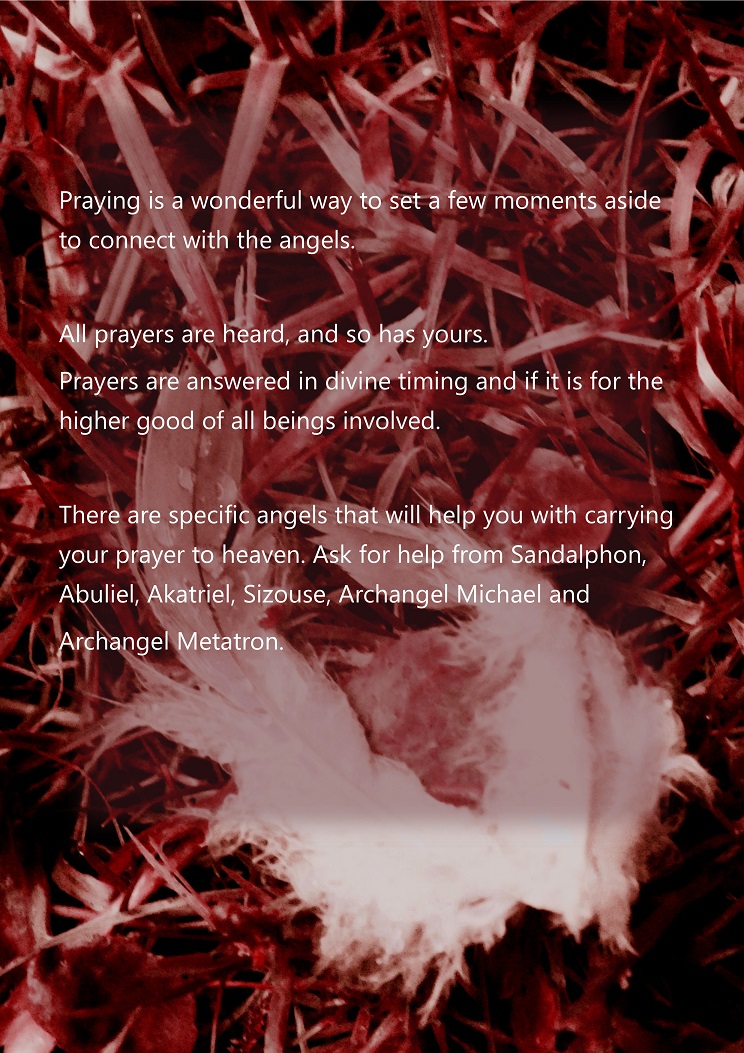 Praying is a wonderful way to set a few moments aside
to connect with the angels.
All prayers are heard, and so has yours.
Prayers are answered in divine timing and if it is for the
higher good of all beings involved.
There are specific angels that will help you with carrying
your prayer to heaven. Ask for help from Sandalphon,
Abuliel, Akatriel, Sizouse, Archangel Michael and
Archangel Metatron.